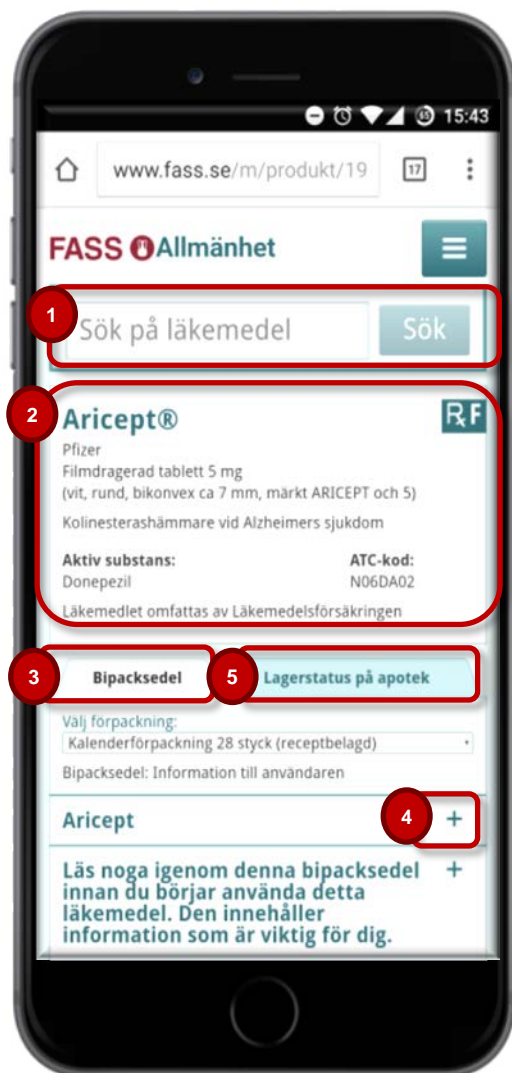 65 15:43
www.fass.se/m/produkt/19 17
FASS Allmänhet
1
Sök på läkemedel Sök
2
Aricept® Rx F
Pfizer
Filmdragerad tablett 5 mg
(vit, rund, bikonvex ca 7 mm, märkt ARICEPT och 5)
Kolinesterashämmare vid Alzheimers sjukdom
Aktiv substans: ATC-kod:
Donepezil N06DA02
Läkemedlet omfattas av Läkemedelsförsäkringen
3 Bipacksedel 5 Lagerstatus på apotek
Välj förpackning:
Kalenderförpackning 28 styck (receptbelagd)
Bipacksedel: Information till användaren
Aricept 4 +
Läs noga igenom denna bipacksedel +
innan du börjar använda detta
läkemedel. Den innehåller
information som är viktig för dig.